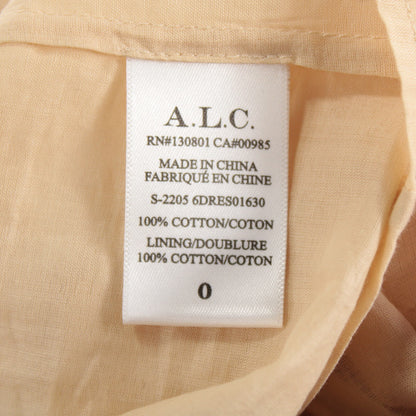 A.L.C.
RN#130801 CA#00985
MADE IN CHINA
FABRIQUÉ EN CHINE
S-2205 6DRES01630
100% COTTON/COTON
LINING/DOUBLURE
100% COTTON/COTON
0